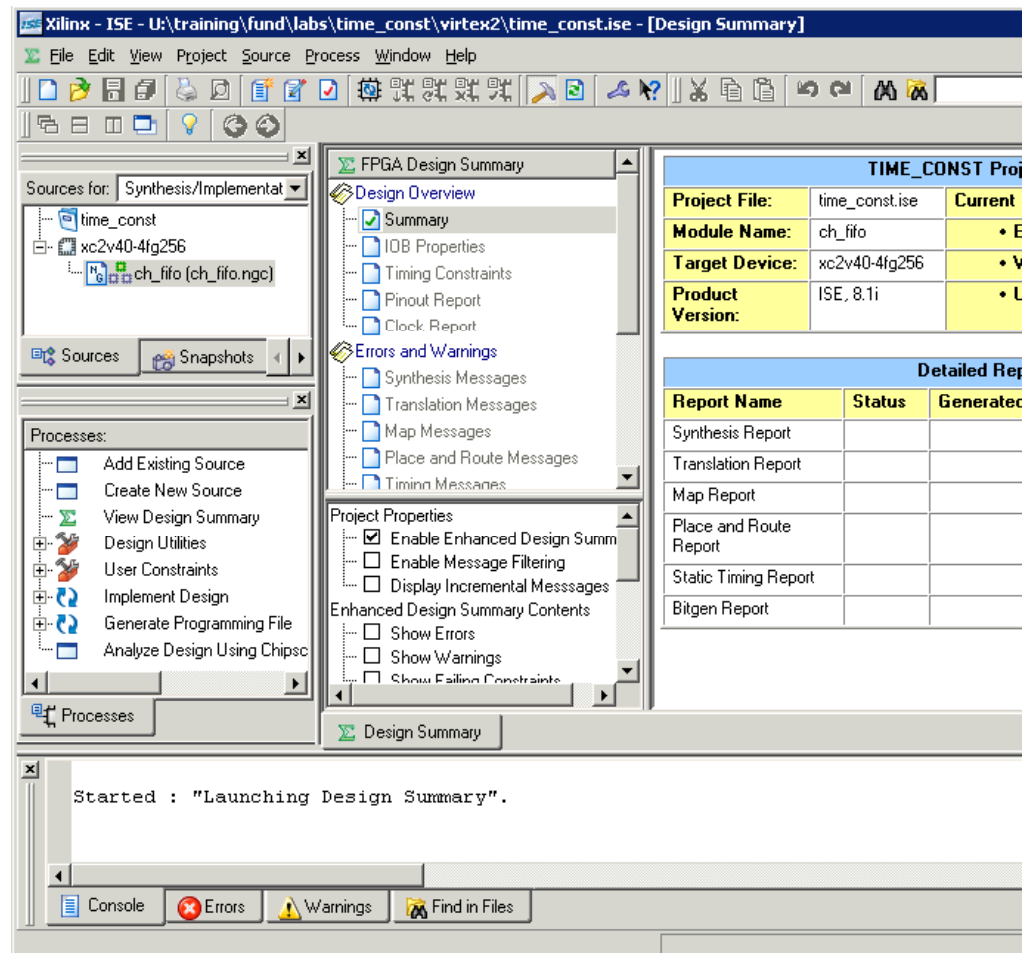 Xilinx - ISE - U:\training\fund\labs\time_const\virtex2\time_const.ise - [Design Summary]
File Edit View Project Source Process Window Help
Sources for: Synthesis/Implementat
time_const
xc2v40-4fg256
ch_fifo (ch_fifo.ngc)
Sources Snapshots
Processes:
Add Existing Source
Create New Source
View Design Summary
Design Utilities
User Constraints
Implement Design
Generate Programming File
Analyze Design Using Chipsc
Processes
FPGA Design Summary
Design Overview
Summary
IOB Properties
Timing Constraints
Pinout Report
Clock Report
Errors and Warnings
Synthesis Messages
Translation Messages
Map Messages
Place and Route Messages
Timing Messages
Project Properties
Enable Enhanced Design Summ
Enable Message Filtering
Display Incremental Messsages
Enhanced Design Summary Contents
Show Errors
Show Warnings
Show Failing Constraints
Design Summary
TIME_CONST Proj
Project File: time_const.ise Current
Module Name: ch_fifo • E
Target Device: xc2v40-4fg256 • V
Product Version: ISE, 8.1i • U
Detailed Rep
Report Name Status Generated
Synthesis Report
Translation Report
Map Report
Place and Route
Report
Static Timing Report
Bitgen Report
Started : "Launching Design Summary".
Console Errors Warnings Find in Files